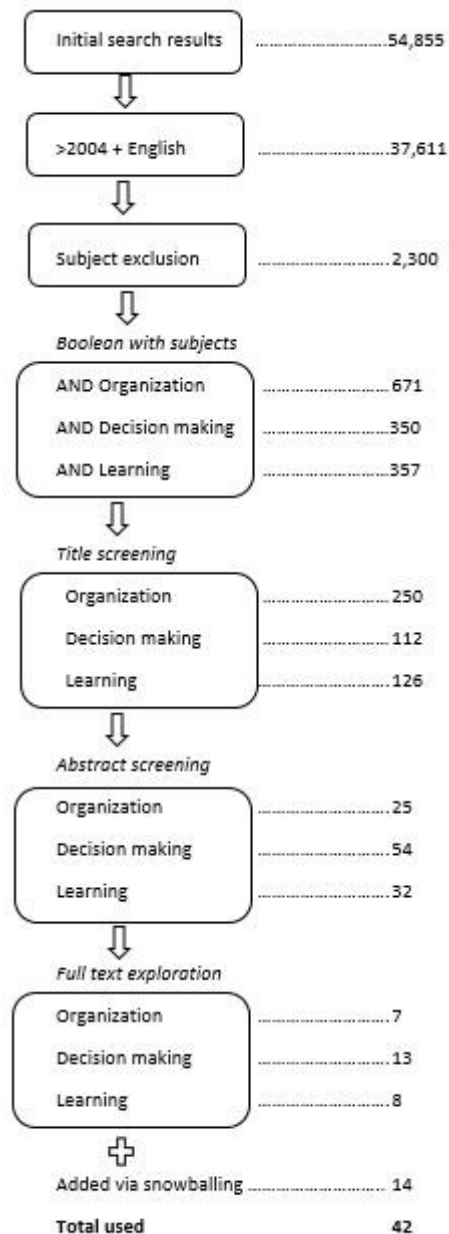 Initial search results ........................54,855
>2004 + English ........................37,611
Subject exclusion ........................ 2,300
Boolean with subjects
AND Organization ........................ 671
AND Decision making ........................ 350
AND Learning ........................357
Title screening
Organization ........................ 250
Decision making ........................ 112
Learning ........................ 126
Abstract screening
Organization ........................ 25
Decision making ........................ 54
Learning ........................ 32
Full text exploration
Organization ........................ 7
Decision making ........................ 13
Learning ........................ 8
Added via snowballing ........................ 14
Total used 42